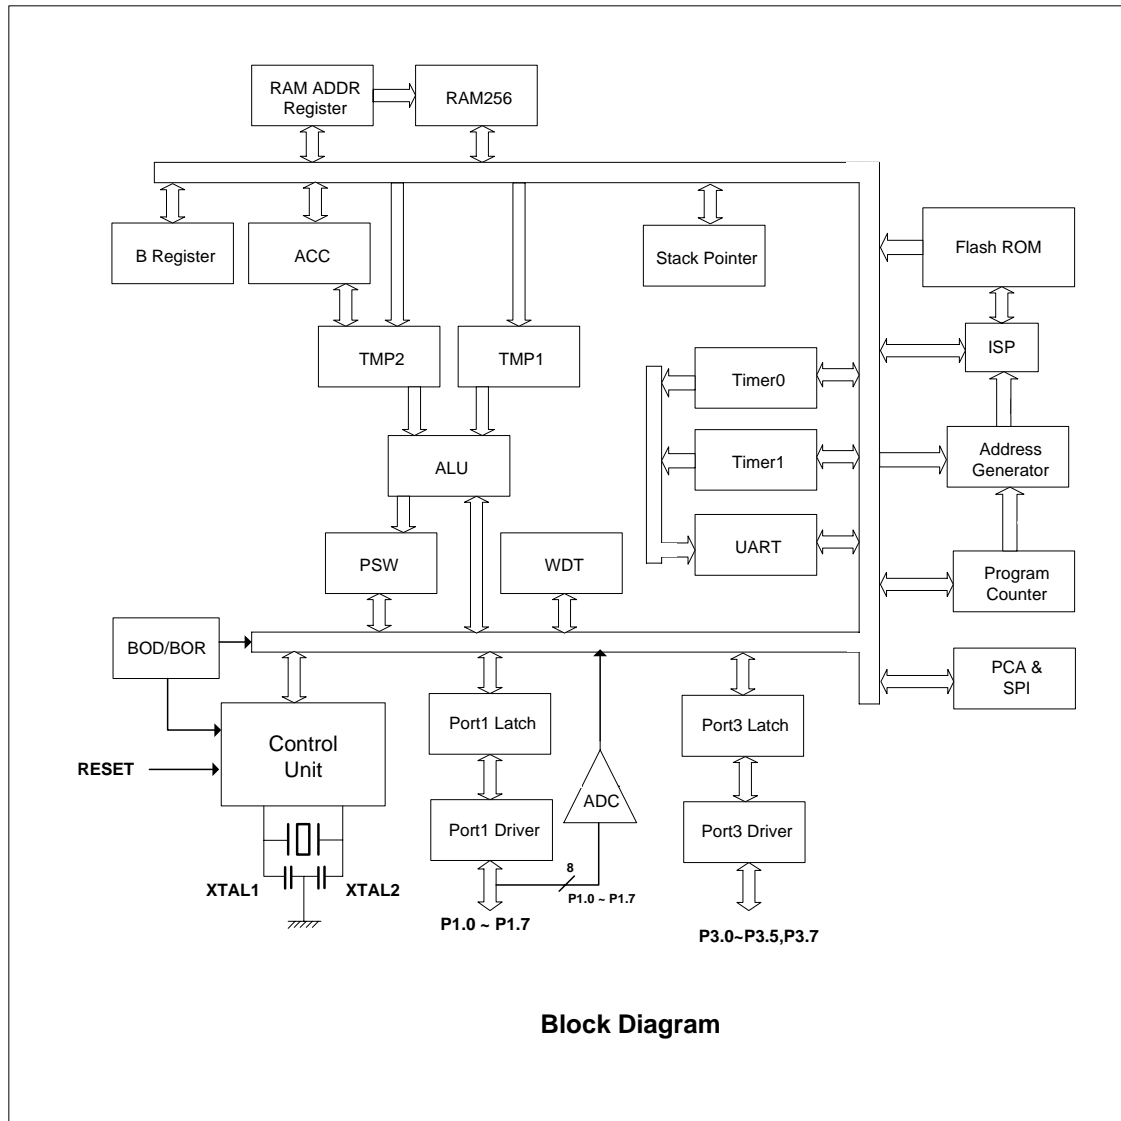 RAM ADDR
Register
RAM256
B Register
ACC
Stack Pointer
Flash ROM
TMP2
TMP1
ISP
Timer0
ALU
Timer1
Address
Generator
PSW
WDT
UART
Program
Counter
BOD/BOR
PCA &
SPI
Port1 Latch
Port3 Latch
Control
Unit
RESET
ADC
Port1 Driver
Port3 Driver
8
XTAL1
XTAL2
P1.0 ~ P1.7
P1.0 ~ P1.7
P3.0~P3.5,P3.7
Block Diagram